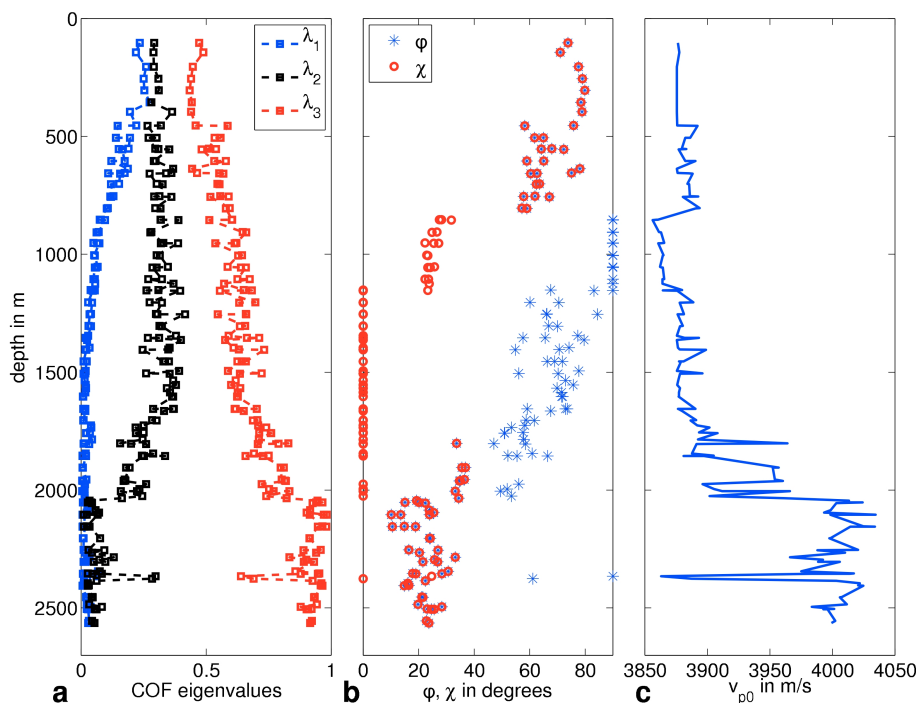 0
500
1000
1500
2000
2500
depth in m
λ1
λ2
λ3
0 0.5 1
COF eigenvalues
a
φ
χ
0 20 40 60 80
φ, χ in degrees
b
3850 3900 3950 4000 4050
vp0 in m/s
c